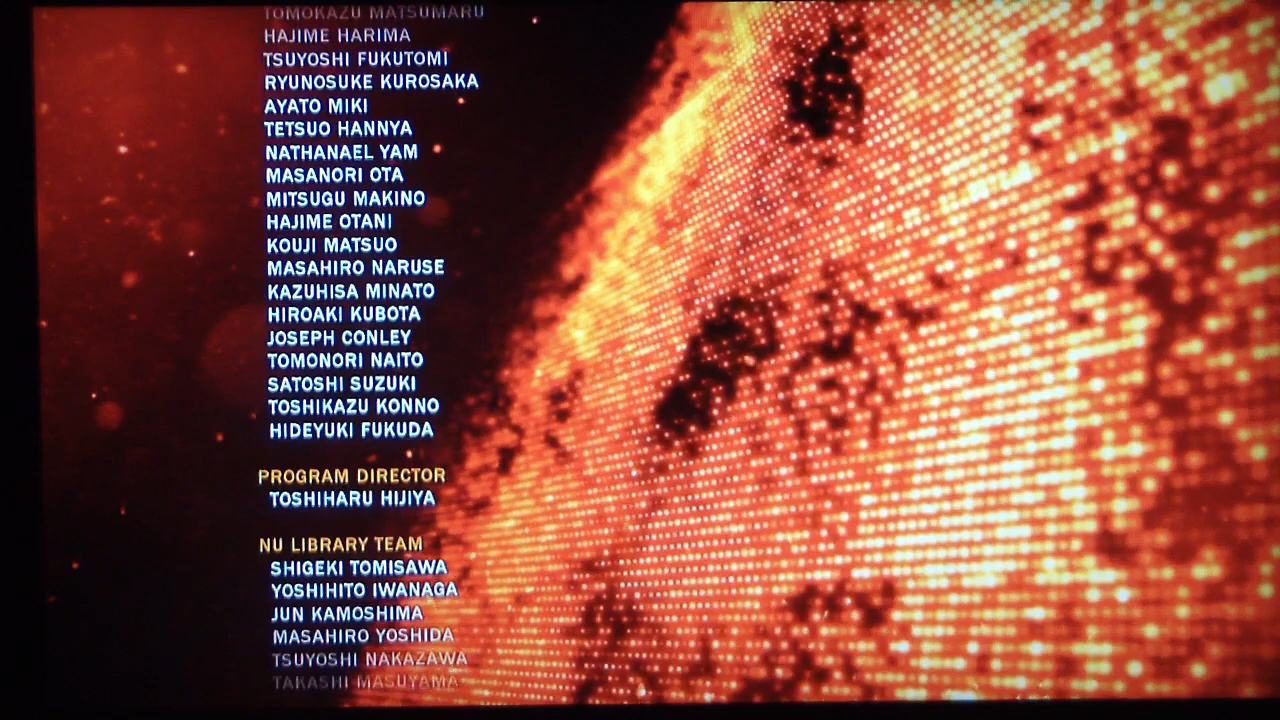 TOMOKAZU MATSUMARU
HAJIME HARIMA
TSUYOSHI FUKUTOMI
RYUNOSUKE KUROSAKA
AYATO MIKI
TETSUO HANNYA
NATHANAEL YAM
MASANORI OTA
MITSUGU MAKINO
HAJIME OTANI
KOUJI MATSUO
MASAHIRO NARUSE
KAZUHISA MINATO
HIROAKI KUBOTA
JOSEPH CONLEY
TOMONORI NAITO
SATOSHI SUZUKI
TOSHIKAZU KONNO
HIDEYUKI FUKUDA
PROGRAM DIRECTOR
TOSHIHARU HIJIYA
NU LIBRARY TEAM
SHIGEKI TOMISAWA
YOSHIHITO IWANAGA
JUN KAMOSHIMA
MASAHIRO YOSHIDA
TSUYOSHI NAKAZAWA
TAKASHI MASUYAMA